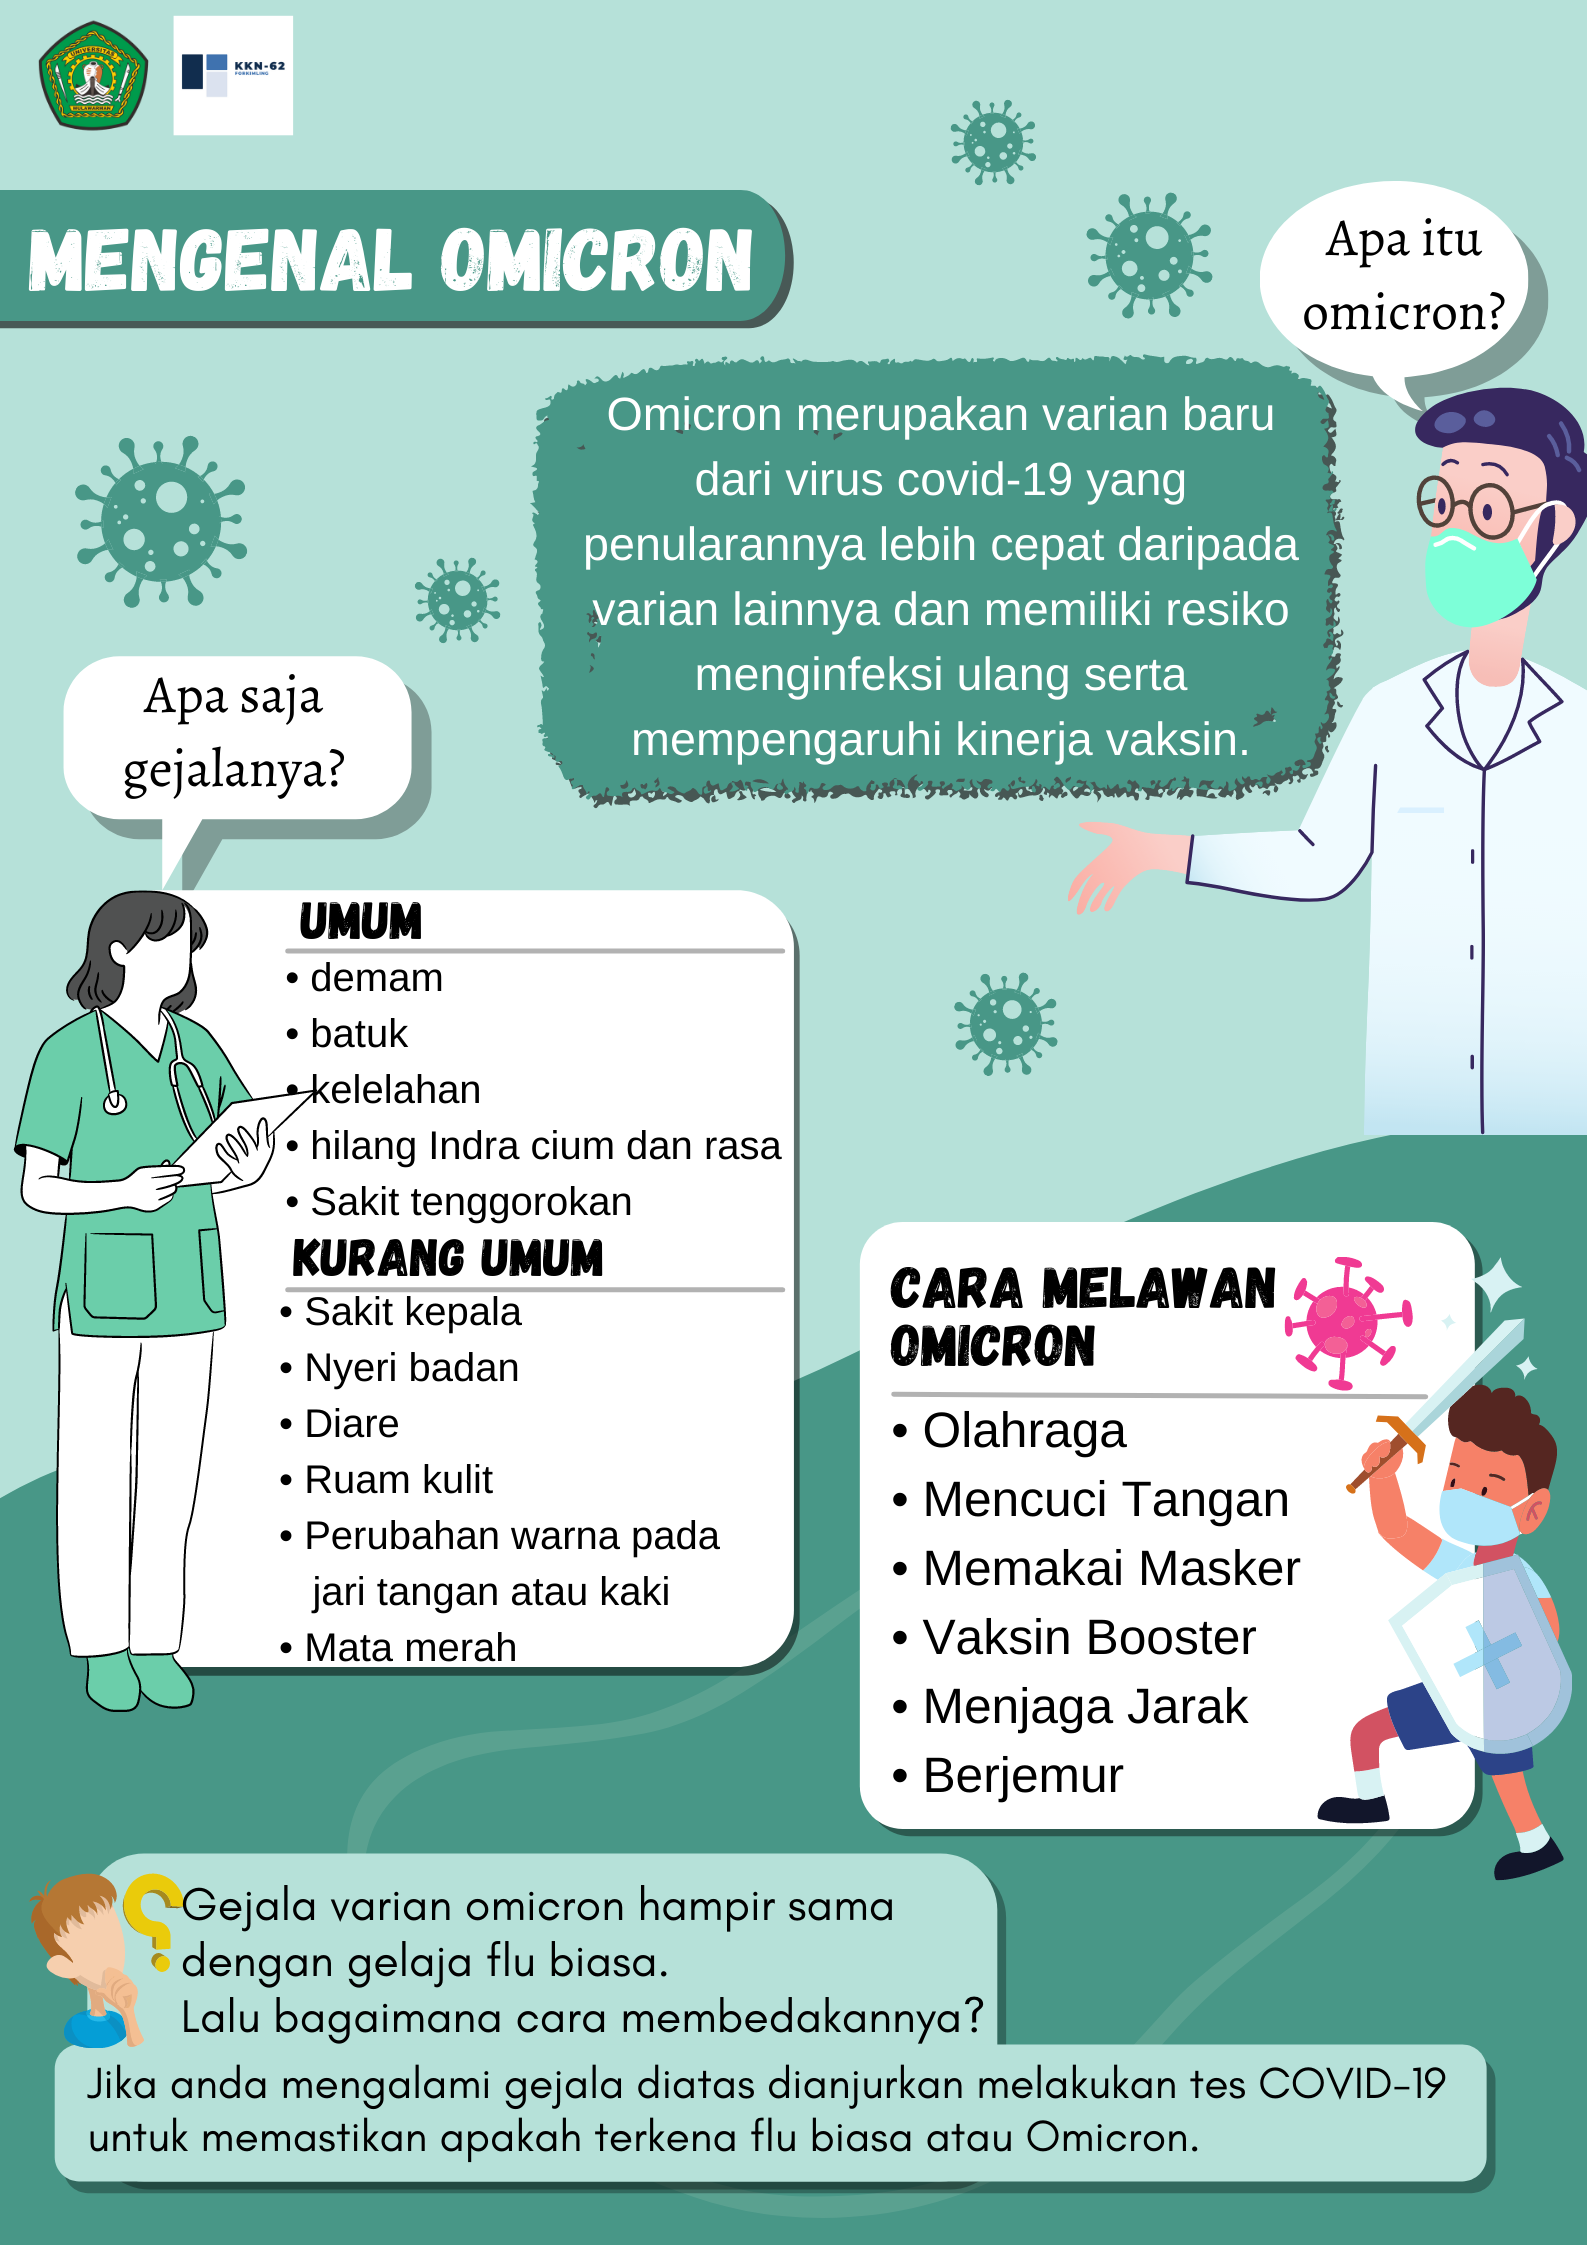 UNIVERSITAS
MULAWARMAN
KKN-62
FORKIMLING
MENGENAL OMICRON
Apa itu
omicron?
Omicron merupakan varian baru
dari virus covid-19 yang
penularannya lebih cepat daripada
varian lainnya dan memiliki resiko
menginfeksi ulang serta
mempengaruhi kinerja vaksin.
Apa saja
gejalanya?
UMUM
• demam
• batuk
• kelelahan
• hilang Indra cium dan rasa
• Sakit tenggorokan
KURANG UMUM
• Sakit kepala
• Nyeri badan
• Diare
• Ruam kulit
• Perubahan warna pada
jari tangan atau kaki
• Mata merah
CARA MELAWAN
OMICRON
• Olahraga
• Mencuci Tangan
• Memakai Masker
• Vaksin Booster
• Menjaga Jarak
• Berjemur
Gejala varian omicron hampir sama
dengan gelaja flu biasa.
Lalu bagaimana cara membedakannya?
Jika anda mengalami gejala diatas dianjurkan melakukan tes COVID-19
untuk memastikan apakah terkena flu biasa atau Omicron.